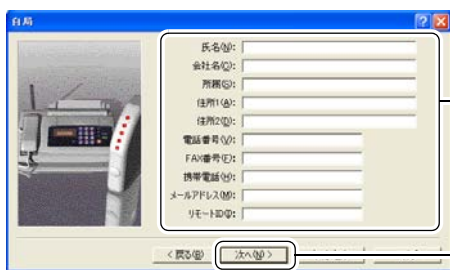 自局
氏名(N):
会社名(C):
所属(S):
住所1(A):
住所2(D):
電話番号(V):
FAX番号(F):
携帯電話(H):
メールアドレス(M):
リモートID(I):
< 戻る(B)
次へ(N) >